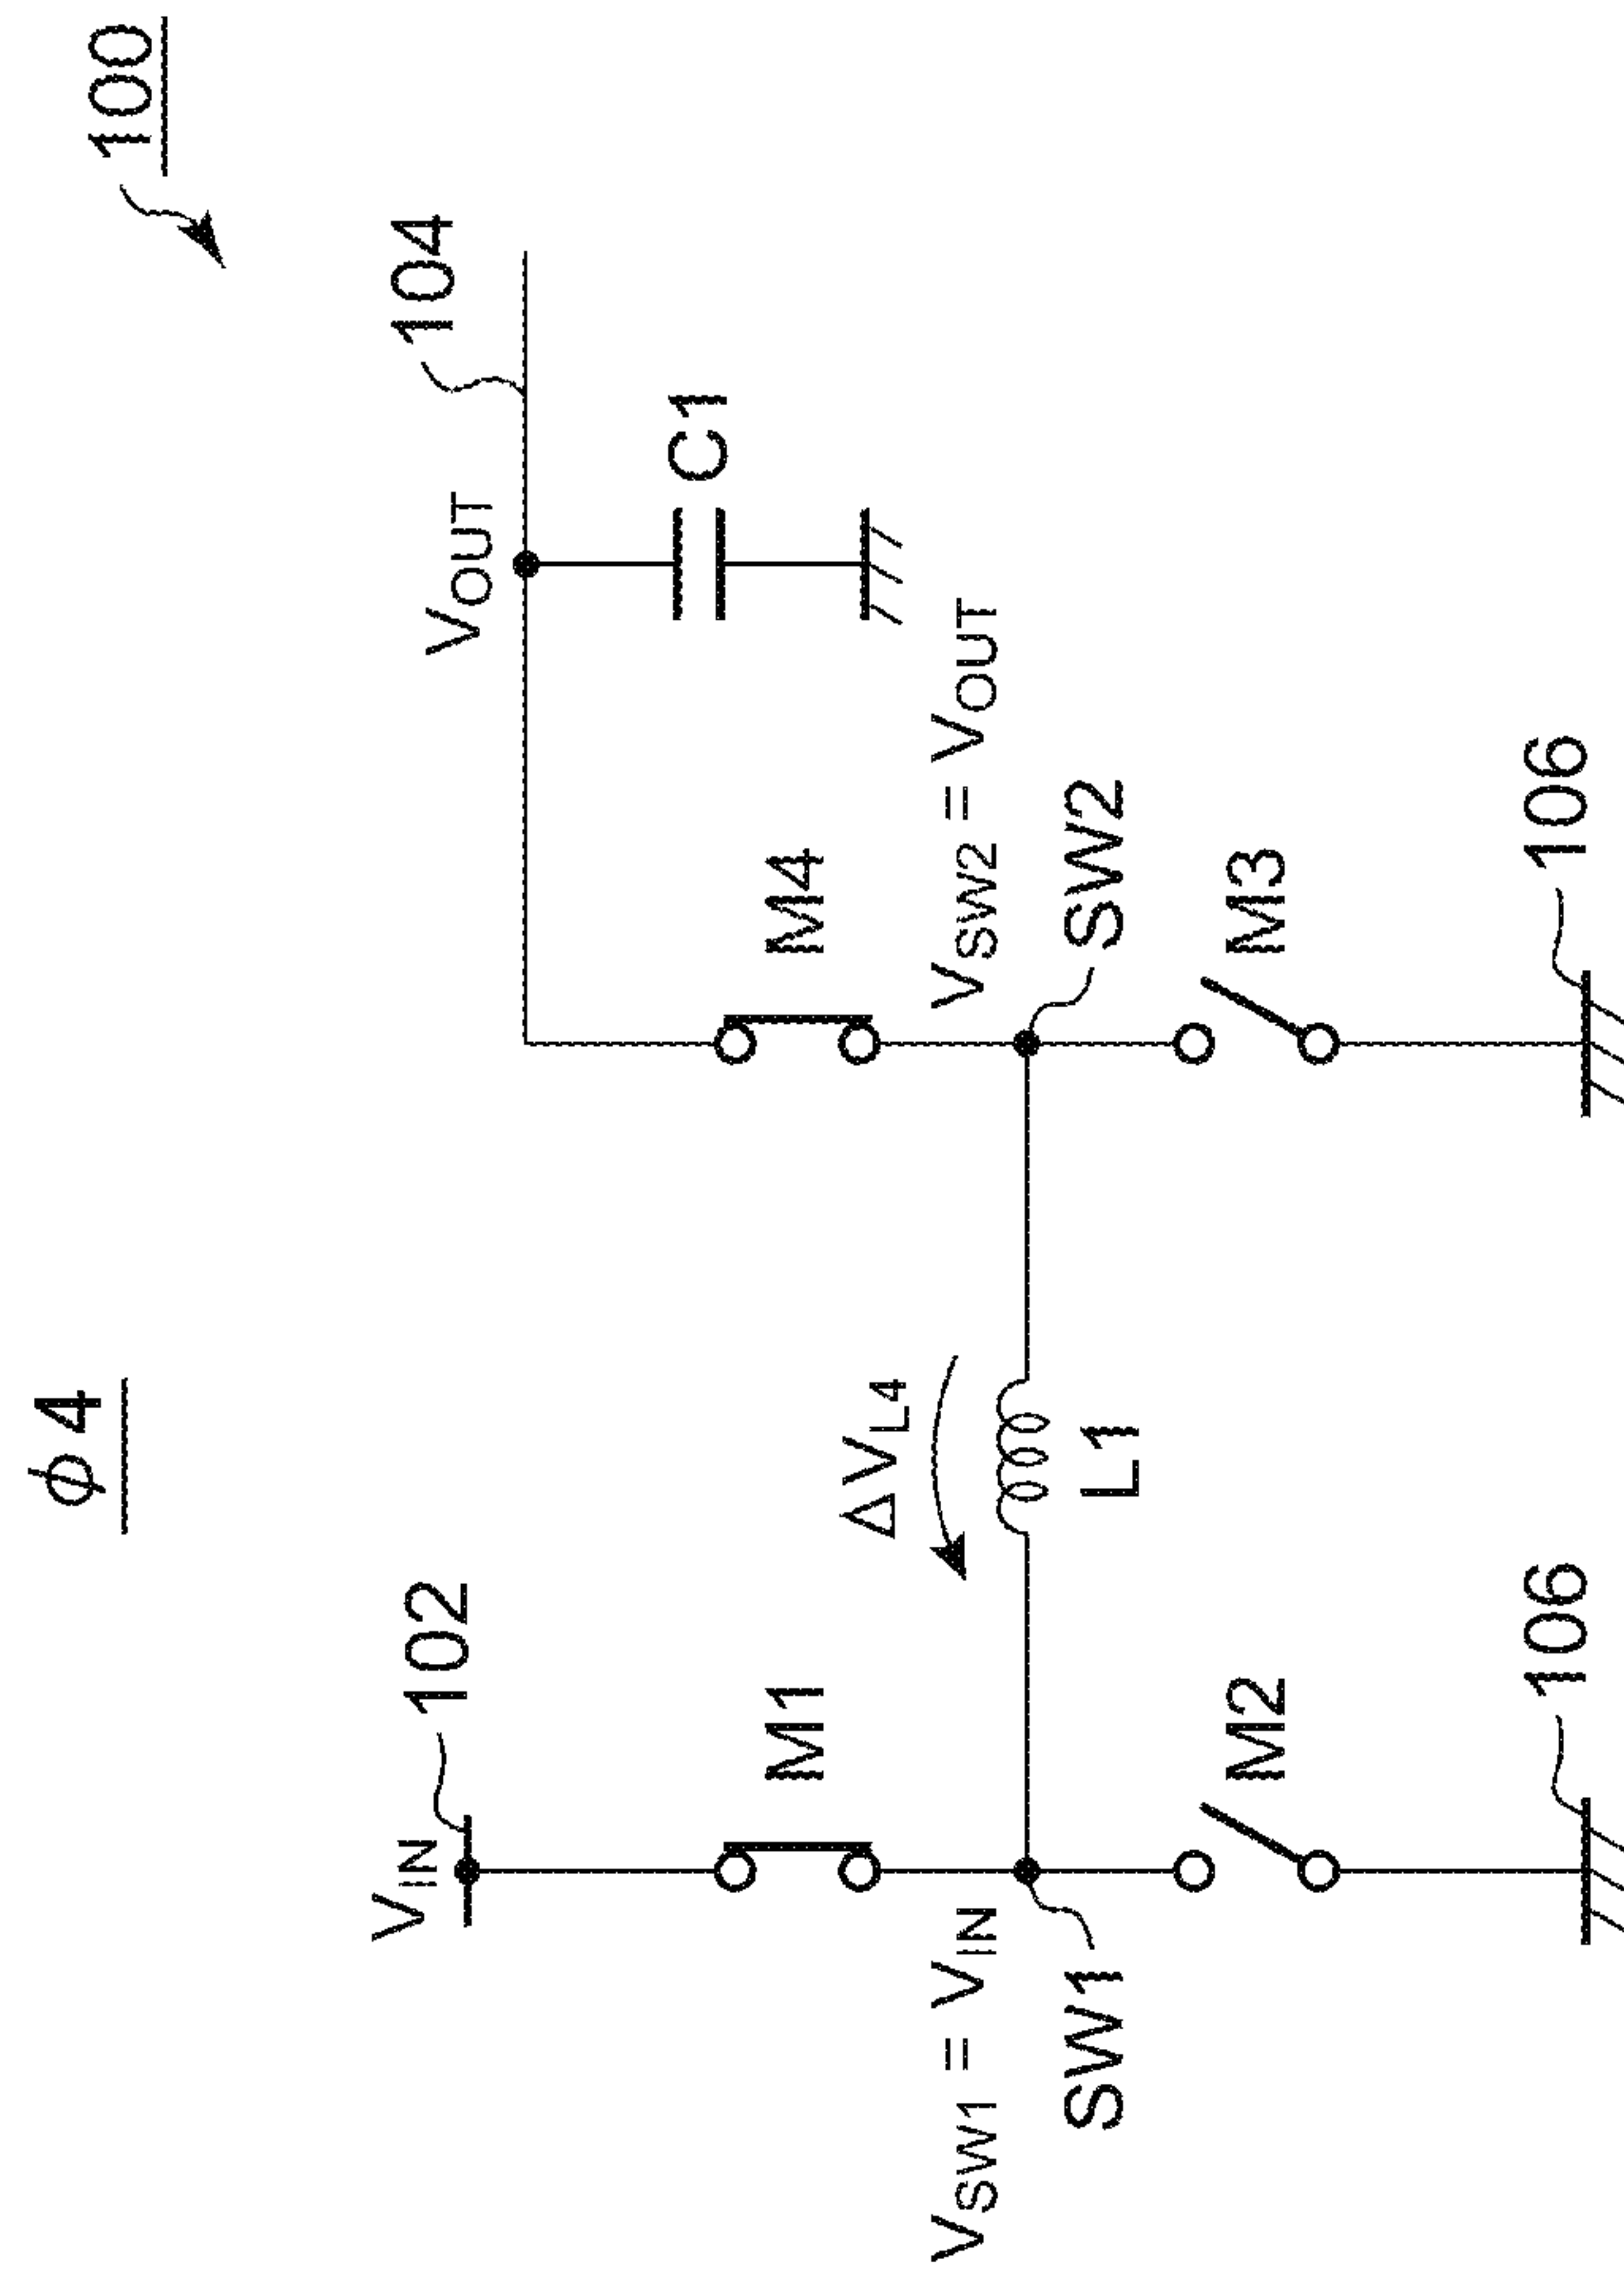 ϕ4
100
VIN
102
104
VOUT
C1
M1
M4
ΔVL4
VSW1 = VIN
VSW2 = VOUT
SW1
L1
SW2
M2
M3
106
106